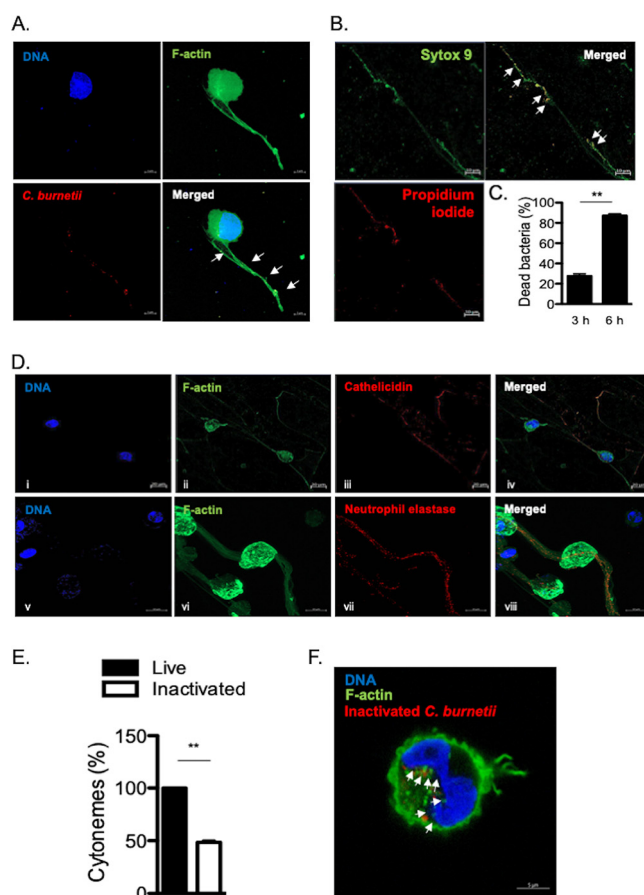 A.
DNA
F-actin
C. burnetii
Merged
B.
Sytox 9
Merged
Propidium
iodide
C.
Dead bacteria (%)
100
80
60
40
20
0
**
3 h
6 h
D.
DNA
F-actin
Cathelicidin
Merged
i
ii
iii
iv
DNA
F-actin
Neutrophil elastase
Merged
v
vi
vii
viii
E.
Live
Inactivated
Cytonemes (%)
150
100
50
0
**
F.
DNA
F-actin
Inactivated C. burnetii
5 µm